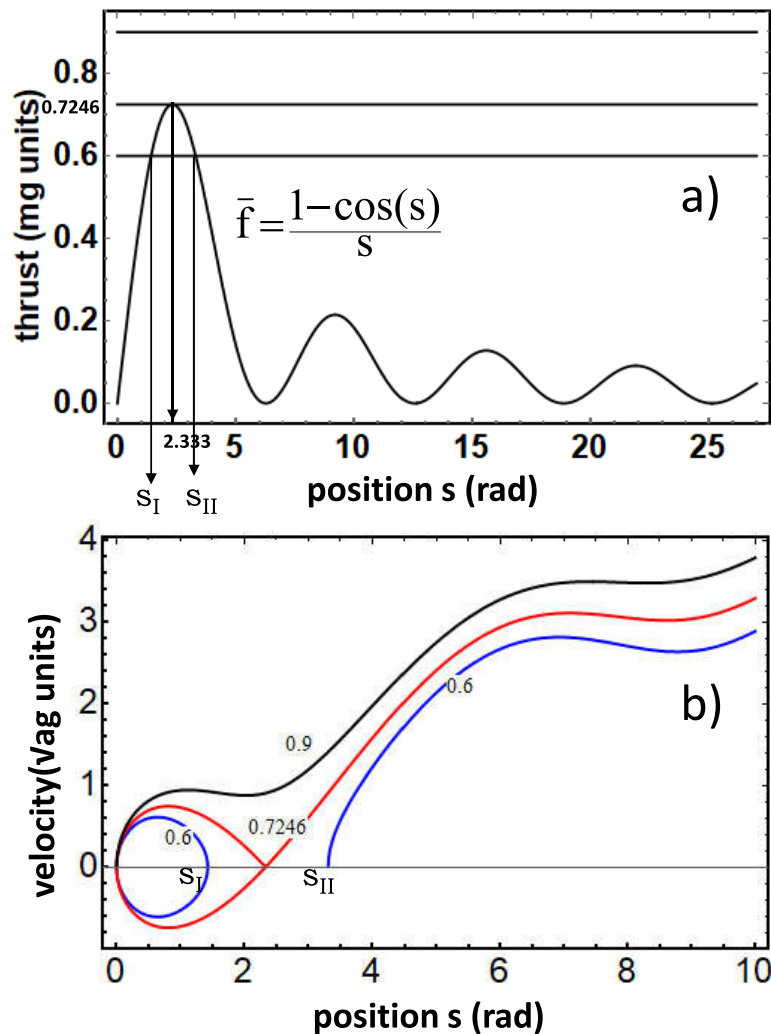 0.8
0.7246
0.6
a)
f̄ = 1−cos(s) / s
0.4
0.2
0.0
thrust (mg units)
0 2.333 5 10 15 20 25
s_I s_II position s (rad)
4
3
2
1
0
velocity(√ag units)
0.6
b)
0.9
0.6 0.7246
s_I s_II
0 2 4 6 8 10
position s (rad)